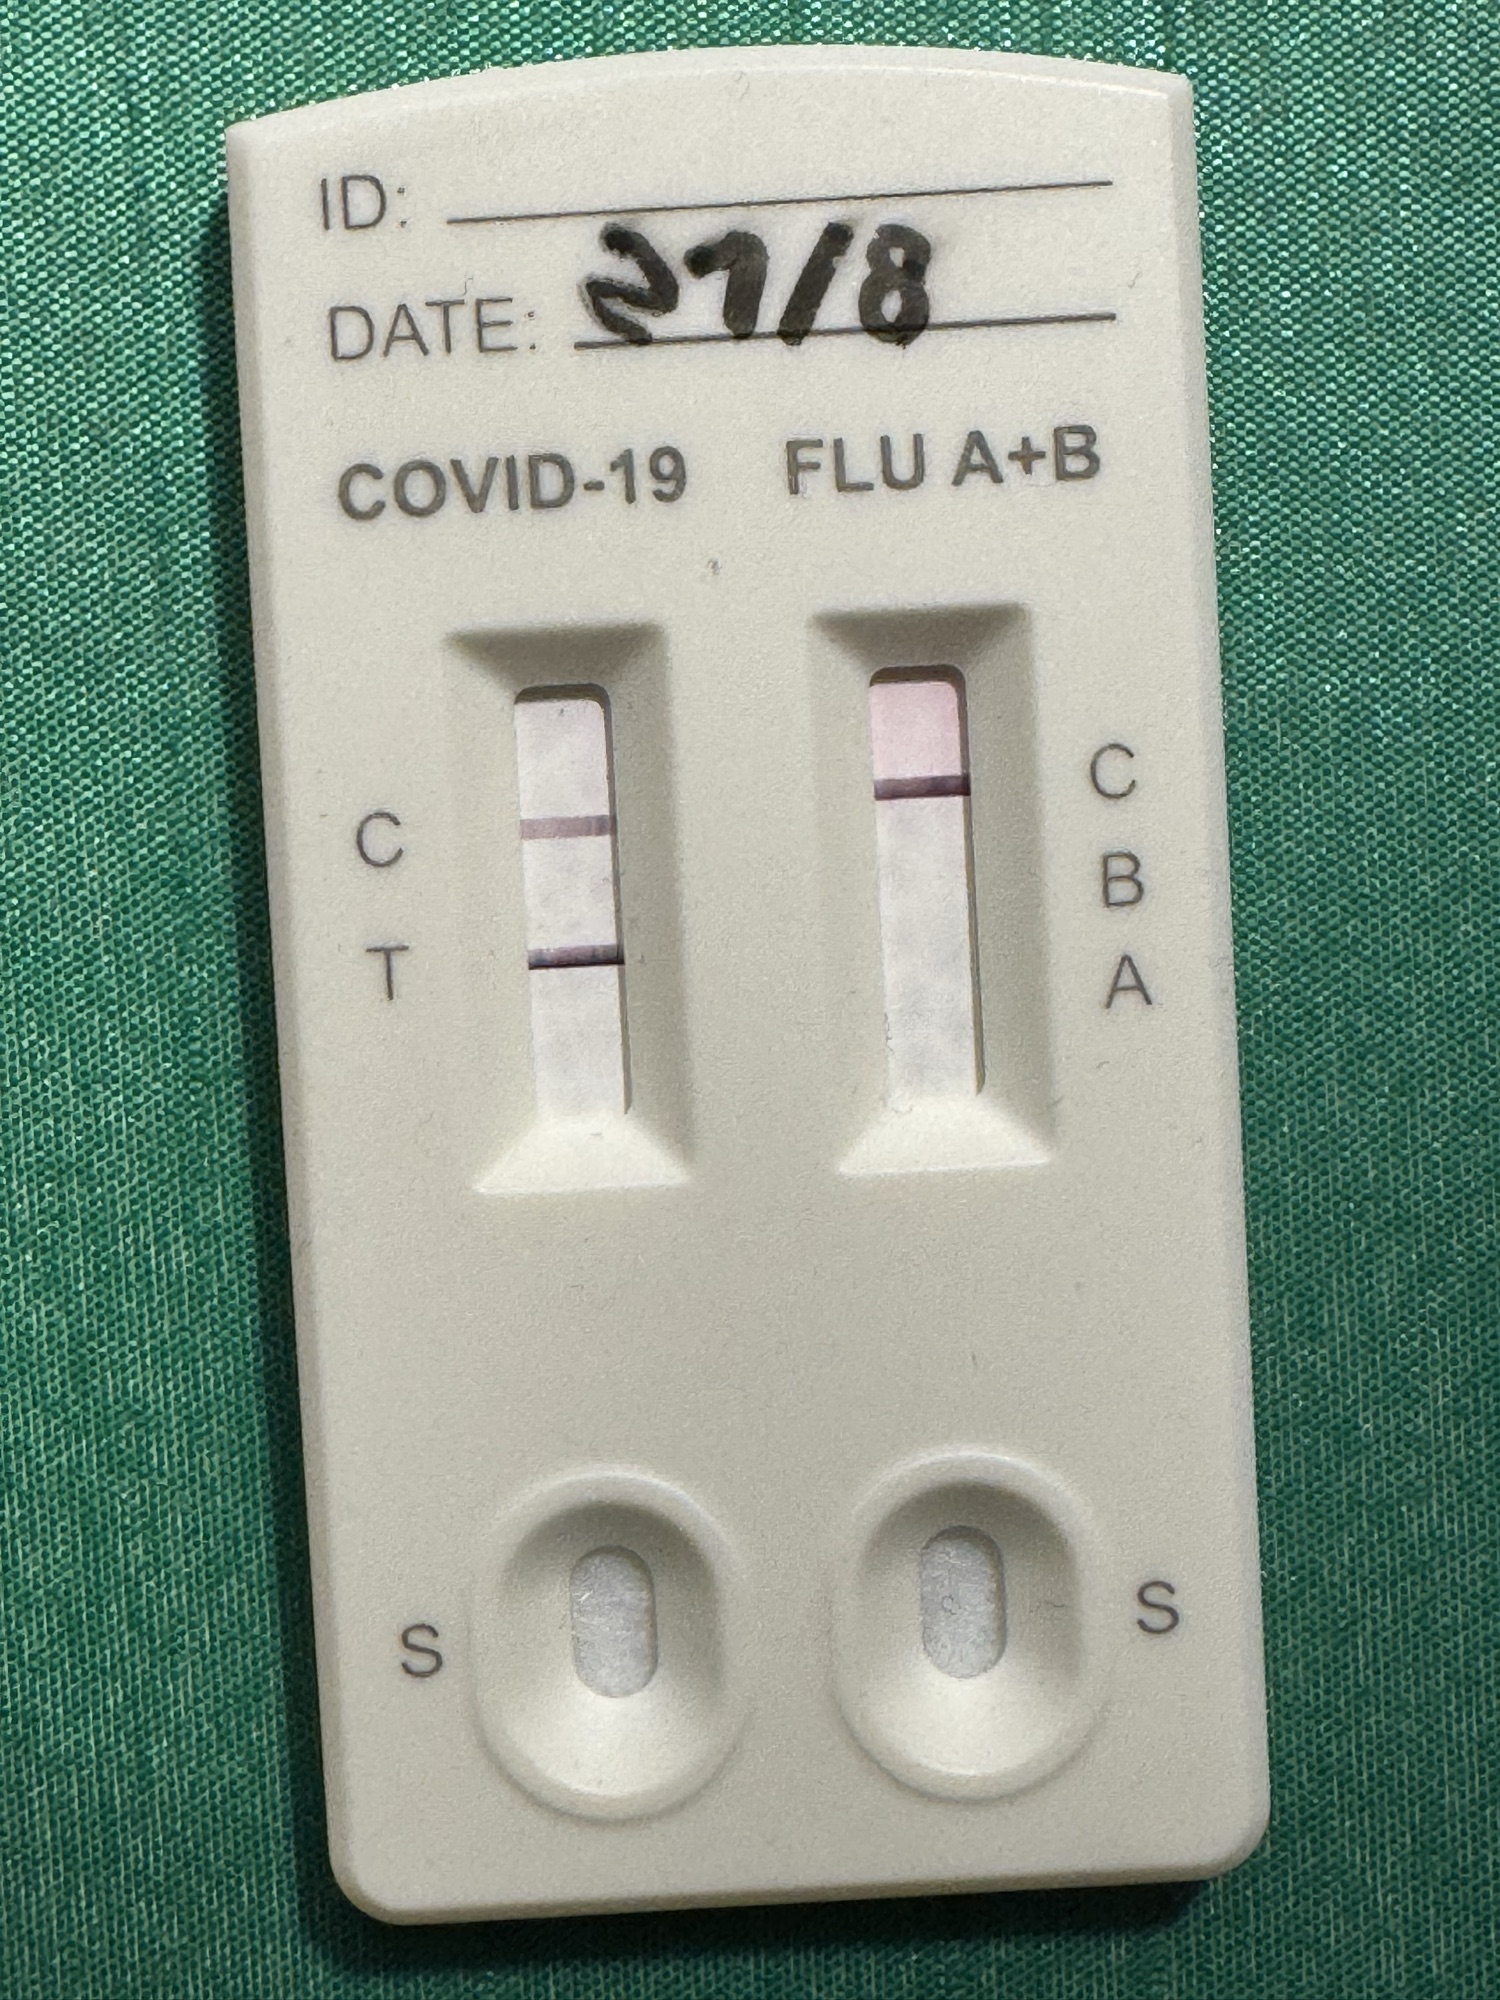 ID:
DATE: 27/8
COVID-19 FLU A+B
C C
B
T A
S S